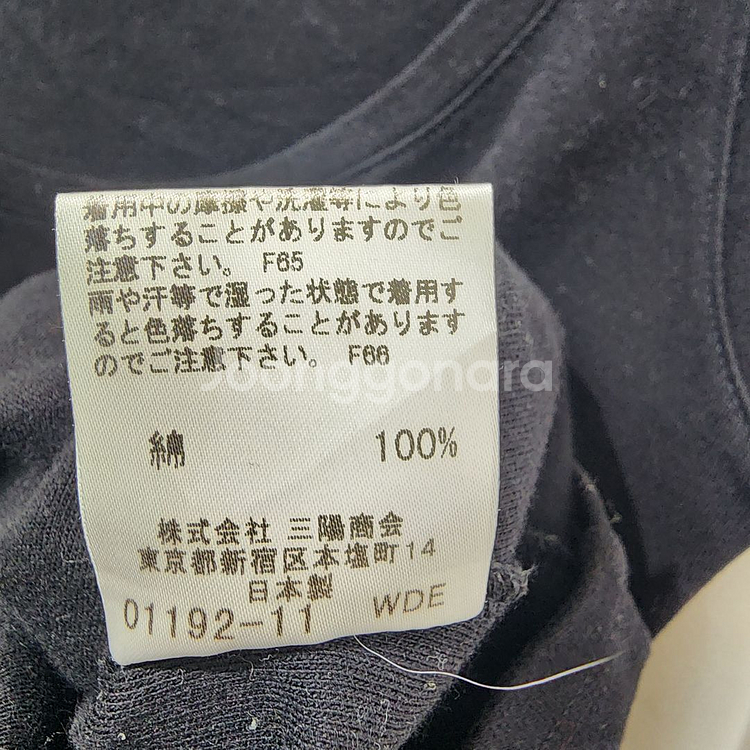 着用中の摩擦や洗濯等により色
落ちすることがありますのでご
注意下さい。 F65
雨や汗等で湿った状態で着用す
ると色落ちすることがあります
のでご注意下さい。 F66
Joonggonara
綿 100%
株式会社 三陽商会
東京都新宿区本塩町14
日本製
01192-11 WDE